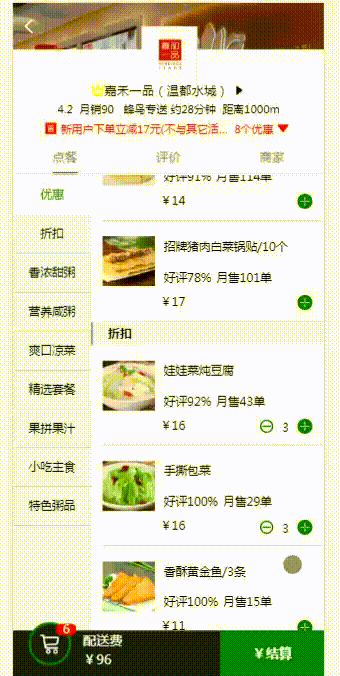 嘉禾一品（温都水城）
4.2 月销90 蜂鸟专送 约28分钟 距离1000m
新用户下单立减17元(不与其它活... 8个优惠
点餐 评价 商家
优惠
折扣
香浓甜粥
营养咸粥
爽口凉菜
精选套餐
果拼果汁
小吃主食
特色粥品
好评91% 月售114单
￥14
招牌猪肉白菜锅贴/10个
好评78% 月售101单
￥17
折扣
娃娃菜炖豆腐
好评92% 月售43单
￥16 3
手撕包菜
好评100% 月售29单
￥16 3
香酥黄金鱼/3条
好评100% 月售15单
￥11
6
配送费
￥96
￥结算